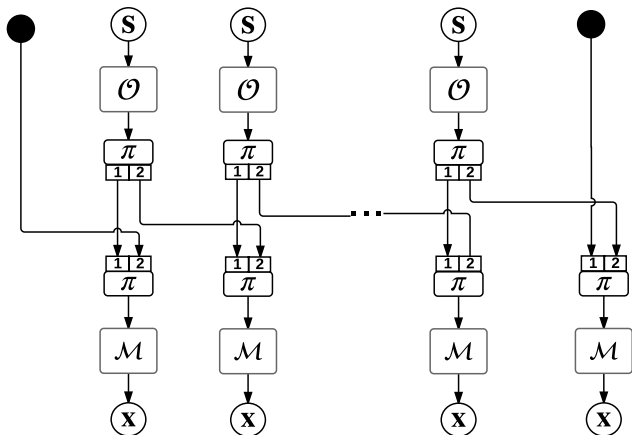 S S S
𝒪 𝒪 𝒪
π π π
1 2 1 2 1 2
...
1 2 1 2 1 2 1 2
π π π π
ℳ ℳ ℳ ℳ
x x x x